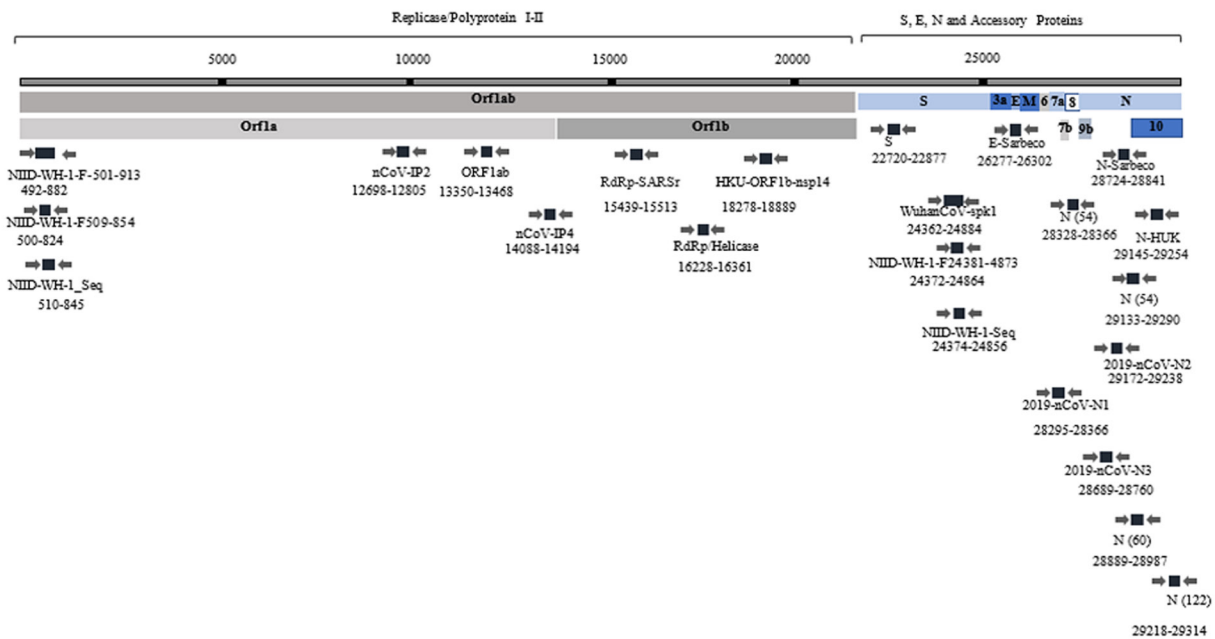 Replicase/Polyprotein I-II
S, E, N and Accessory Proteins
5000
10000
15000
20000
25000
Orf1ab
S
3a
E
M
6
7a
8
N
Orf1a
Orf1b
7b
9b
10
NIID-WH-1-F-501-913
492-882
NIID-WH-1-F509-854
500-824
NIID-WH-1_Seq
510-845
nCoV-IP2
12698-12805
ORF1ab
13350-13468
nCoV-IP4
14088-14194
RdRp-SARSr
15439-15513
HKU-ORF1b-nsp14
18278-18889
RdRp/Helicase
16228-16361
S
22720-22877
E-Sarbeco
26277-26302
N-Sarbeco
28724-28841
WuhanCoV-spk1
24362-24884
N (54)
28328-28366
N-HUK
29145-29254
NIID-WH-1-F24381-4873
24372-24864
N (54)
29133-29290
NIID-WH-1-Seq
24374-24856
2019-nCoV-N2
29172-29238
2019-nCoV-N1
28295-28366
2019-nCoV-N3
28689-28760
N (60)
28889-28987
N (122)
29218-29314